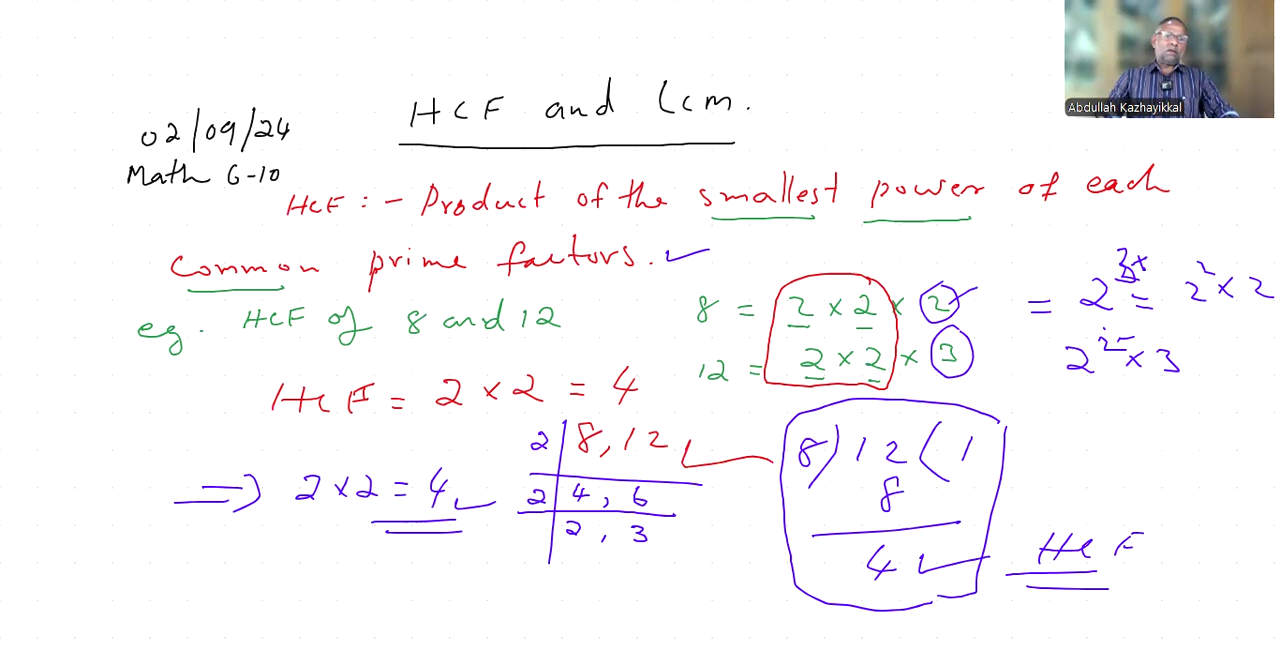 Abdullah Kazhayikkal
HCF and Lcm.
02/09/24
Math 6-10
HCF :- Product of the smallest power of each
Common prime factors.
eg. HCF of 8 and 12
8 = 2 × 2 × 2
12 = 2 × 2 × 3
= 2³ = 2² × 2
2² × 3
HCF = 2 × 2 = 4
2 | 8, 12
2 | 4, 6
2, 3
=> 2 × 2 = 4
8) 12 ( 1
8
4
HCF